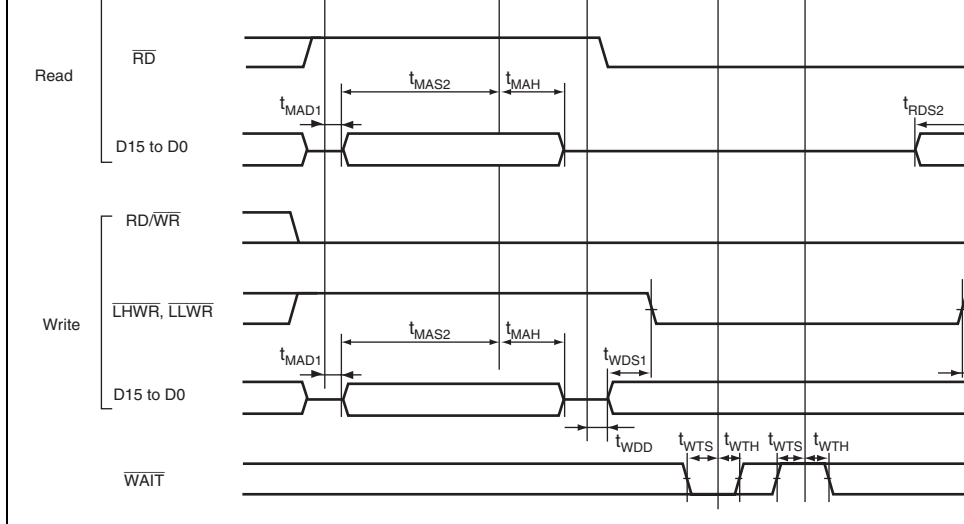 Read
RD
tMAS2 tMAH
tMAD1 tRDS2
D15 to D0
RD/WR
LHWR, LLWR
Write
tMAS2 tMAH
tMAD1 tWDS1
D15 to D0
tWDD tWTS tWTH tWTS tWTH
WAIT